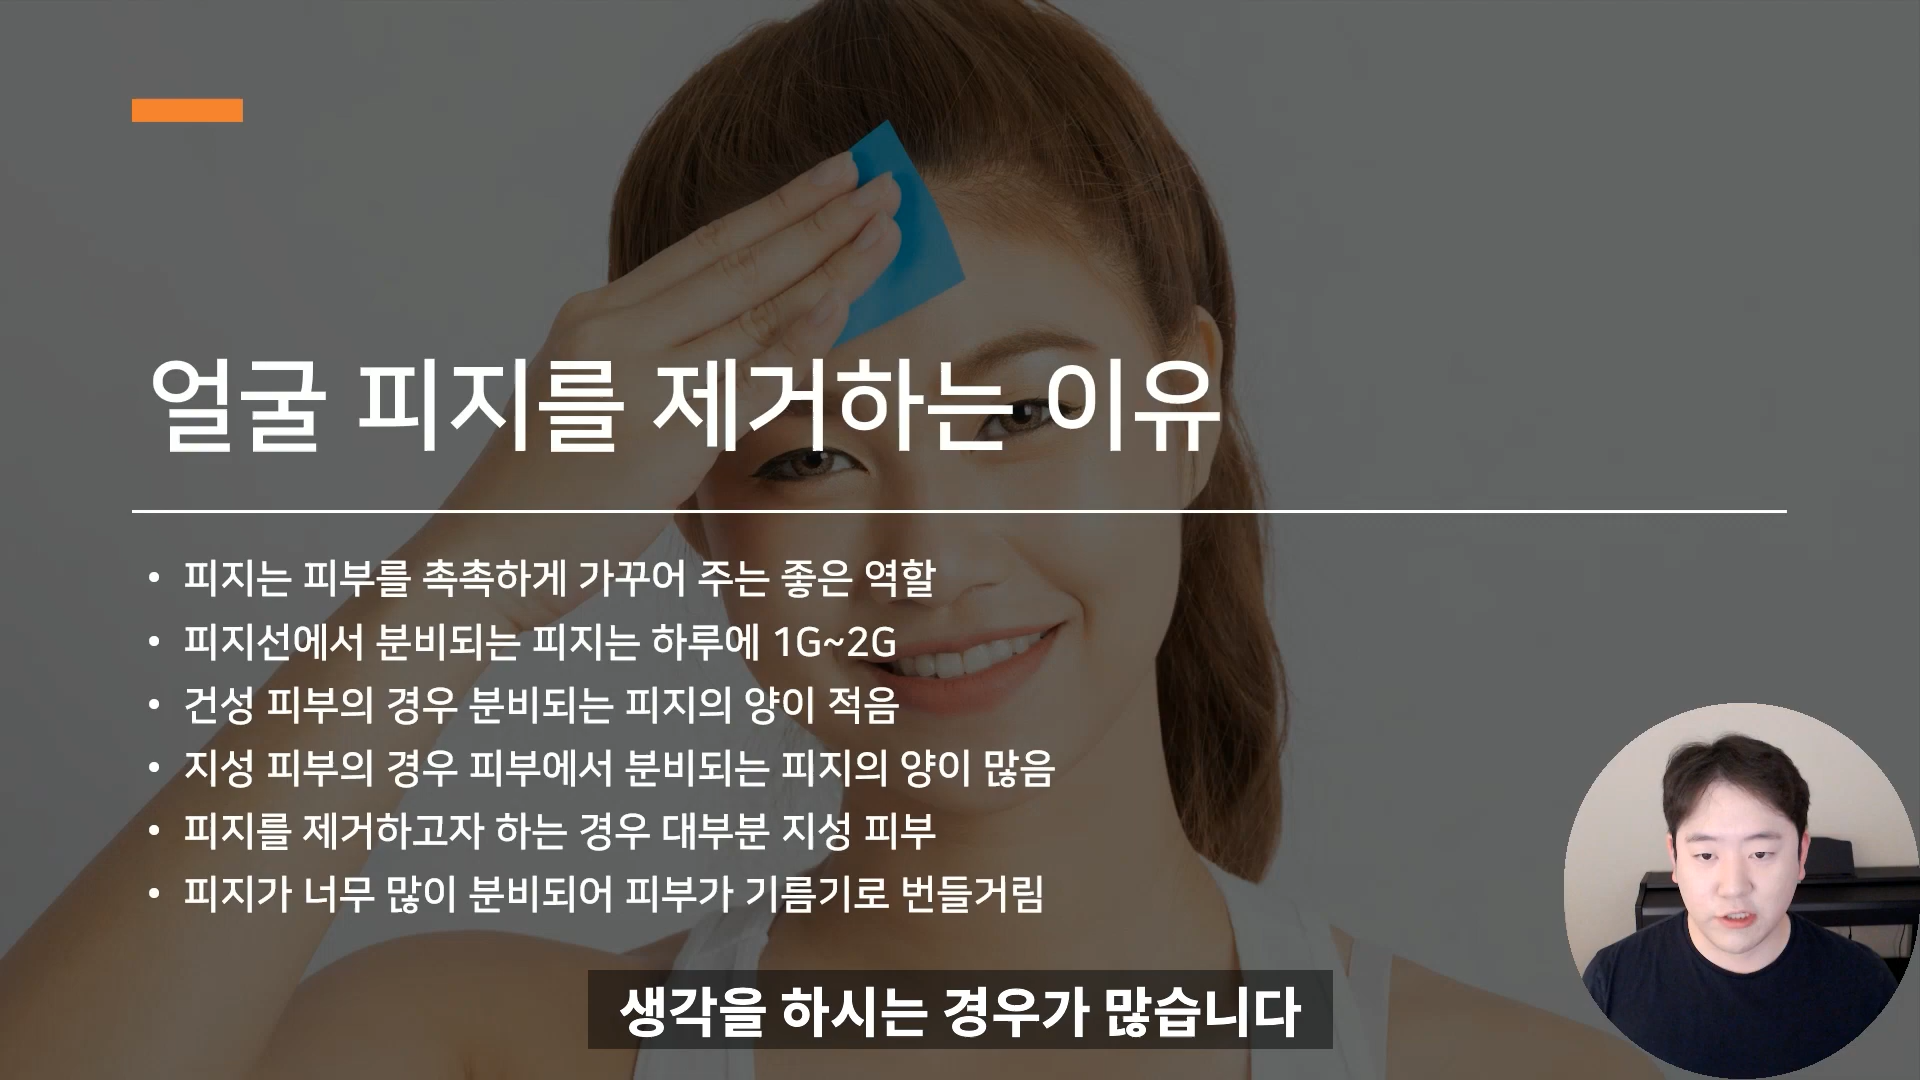 얼굴 피지를 제거하는 이유
• 피지는 피부를 촉촉하게 가꾸어 주는 좋은 역할
• 피지선에서 분비되는 피지는 하루에 1G~2G
• 건성 피부의 경우 분비되는 피지의 양이 적음
• 지성 피부의 경우 피부에서 분비되는 피지의 양이 많음
• 피지를 제거하고자 하는 경우 대부분 지성 피부
• 피지가 너무 많이 분비되어 피부가 기름기로 번들거림
생각을 하시는 경우가 많습니다